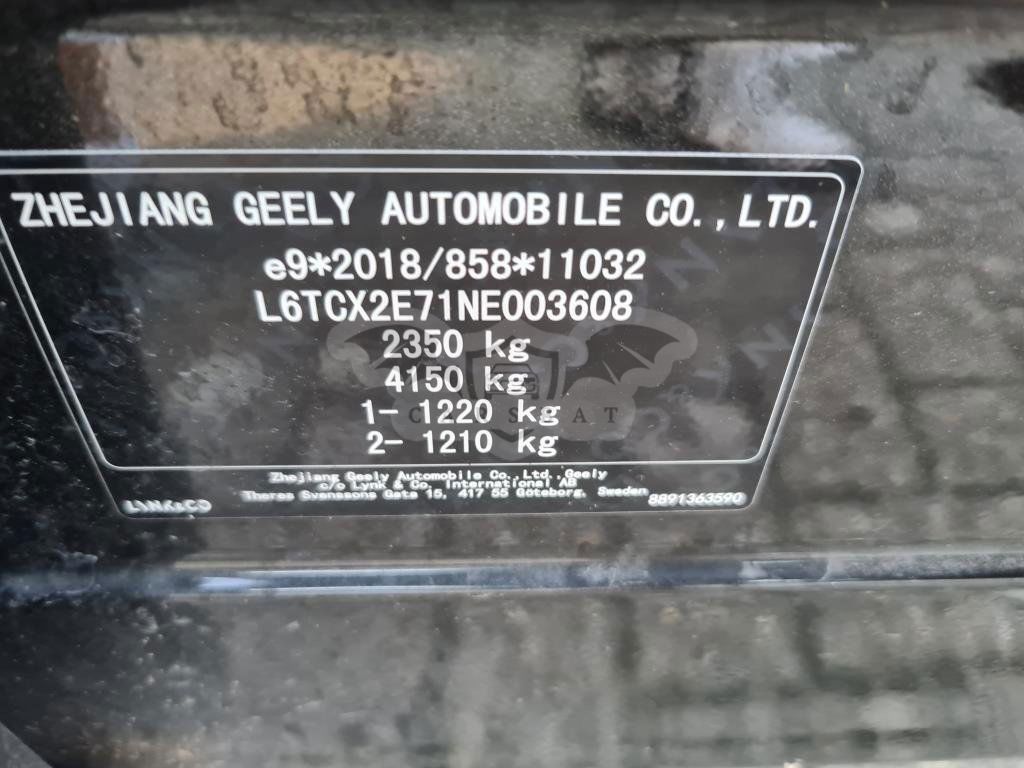 ZHEJIANG GEELY AUTOMOBILE CO.,LTD.
e9*2018/858*11032
L6TCX2E71NE003608
2350 kg
4150 kg
1- 1220 kg
2- 1210 kg
Zhejiang Geely Automobile Co., Ltd., Geely
c/o Lynk & Co. International AB
Theres Svenssons Gata 15, 417 55 Göteborg, Sweden
LYNK&CO
8891363590